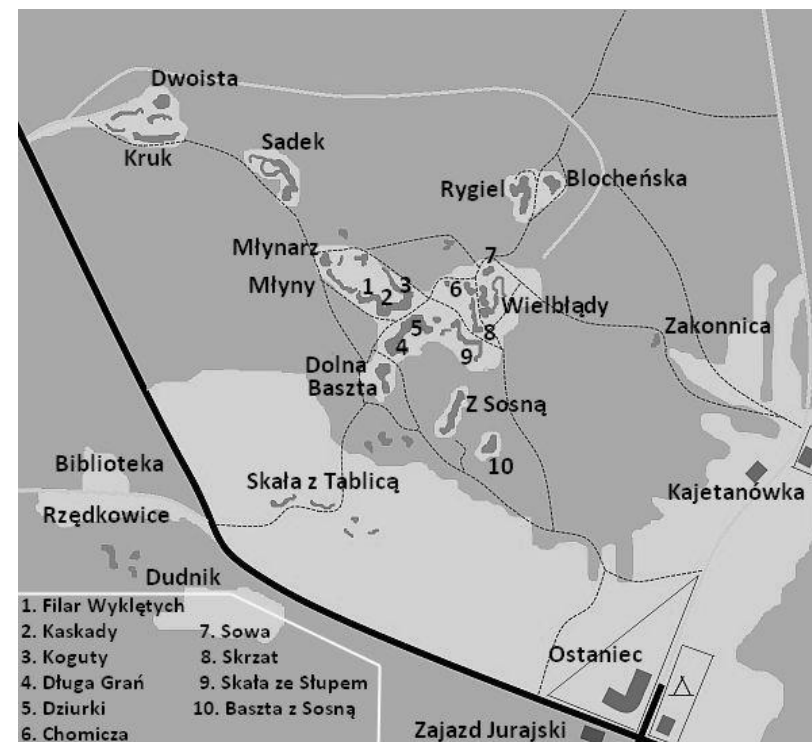 Dwoista
Kruk
Sadek
Rygiel
Blocheńska
Młynarz
7
Młyny
1
3
2
6
Wielbłądy
5
8
Zakonnica
4
9
Dolna
Baszta
Z Sosną
10
Biblioteka
Skała z Tablicą
Kajetanówka
Rzędkowice
Dudnik
1. Filar Wyklętych
2. Kaskady
3. Koguty
4. Długa Grań
5. Dziurki
6. Chomicza
7. Sowa
8. Skrzat
9. Skała ze Słupem
10. Baszta z Sosną
Ostaniec
Zajazd Jurajski